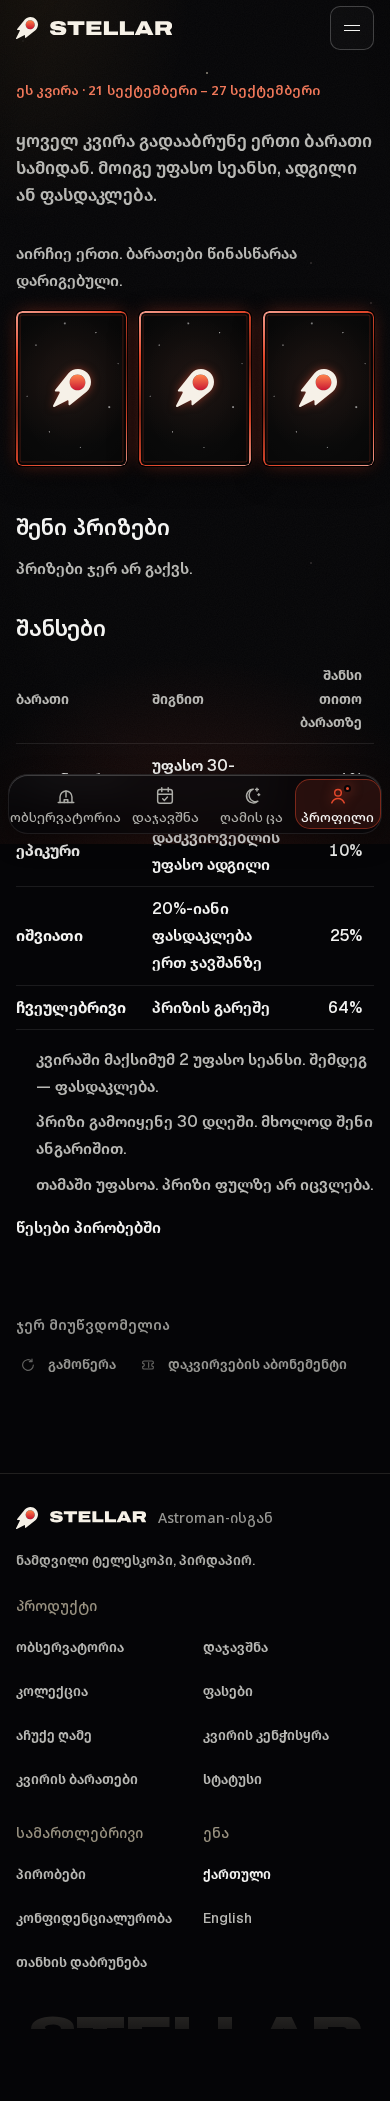 STELLAR
ეს კვირა · 21 სექტემბერი – 27 სექტემბერი
ყოველ კვირა გადააბრუნე ერთი ბარათი
სამიდან. მოიგე უფასო სეანსი, ადგილი
ან ფასდაკლება.
აირჩიე ერთი. ბარათები წინასწარაა
დარიგებული.
შენი პრიზები
პრიზები ჯერ არ გაქვს.
შანსები
ბარათი შიგნით შანსი თითო ბარათზე
უფასო 30-
ობსერვატორია დაჯავშნა ღამის ცა პროფილი
დამკვირვებლის
ეპიკური უფასო ადგილი 10%
20%-იანი
იშვიათი ფასდაკლება 25%
ერთ ჯავშანზე
ჩვეულებრივი პრიზის გარეშე 64%
კვირაში მაქსიმუმ 2 უფასო სეანსი. შემდეგ
— ფასდაკლება.
პრიზი გამოიყენე 30 დღეში. მხოლოდ შენი
ანგარიშით.
თამაში უფასოა. პრიზი ფულზე არ იცვლება.
წესები პირობებში
ჯერ მიუწვდომელია
გამოწერა დაკვირვების აბონემენტი
STELLAR Astroman-ისგან
ნამდვილი ტელესკოპი, პირდაპირ.
პროდუქტი
ობსერვატორია დაჯავშნა
კოლექცია ფასები
აჩუქე ღამე კვირის კენჭისყრა
კვირის ბარათები სტატუსი
სამართლებრივი ენა
პირობები ქართული
კონფიდენციალურობა English
თანხის დაბრუნება
STELLAR